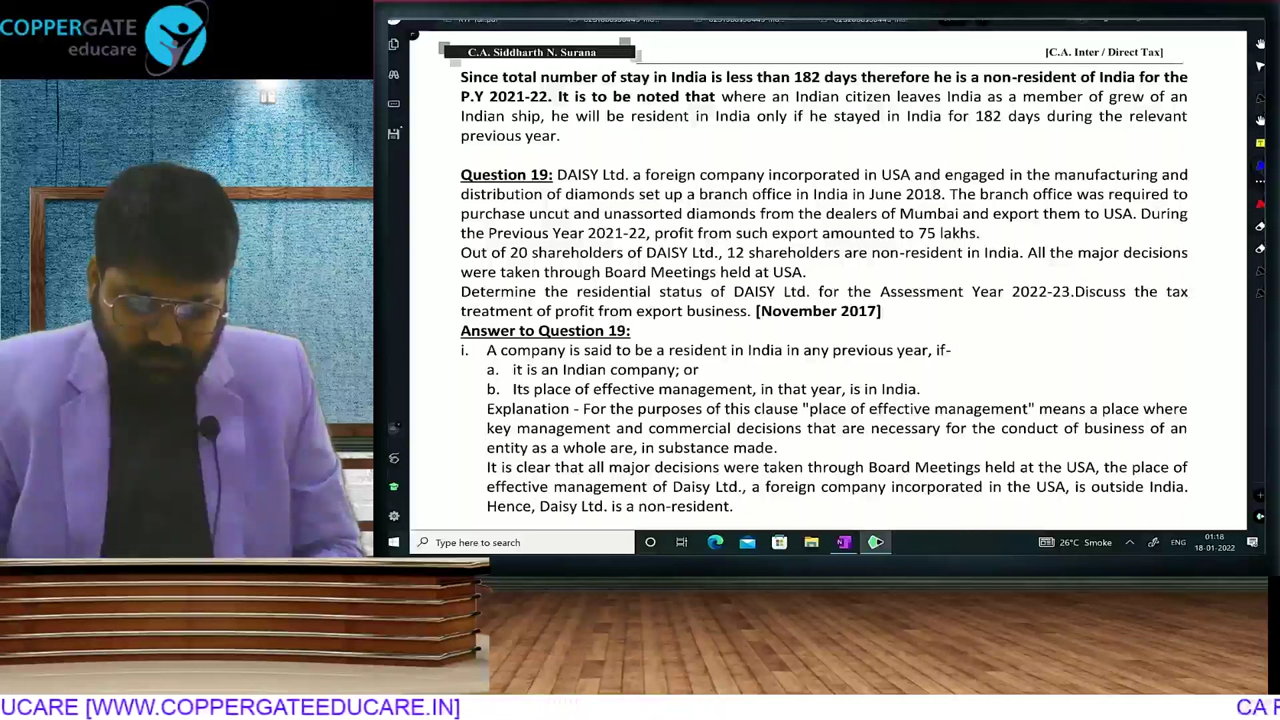 COPPERGATE
educare
C.A. Siddharth N. Surana
[C.A. Inter / Direct Tax]
Since total number of stay in India is less than 182 days therefore he is a non-resident of India for the
P.Y 2021-22. It is to be noted that where an Indian citizen leaves India as a member of grew of an
Indian ship, he will be resident in India only if he stayed in India for 182 days during the relevant
previous year.
Question 19: DAISY Ltd. a foreign company incorporated in USA and engaged in the manufacturing and
distribution of diamonds set up a branch office in India in June 2018. The branch office was required to
purchase uncut and unassorted diamonds from the dealers of Mumbai and export them to USA. During
the Previous Year 2021-22, profit from such export amounted to 75 lakhs.
Out of 20 shareholders of DAISY Ltd., 12 shareholders are non-resident in India. All the major decisions
were taken through Board Meetings held at USA.
Determine the residential status of DAISY Ltd. for the Assessment Year 2022-23.Discuss the tax
treatment of profit from export business. [November 2017]
Answer to Question 19:
i. A company is said to be a resident in India in any previous year, if-
a. it is an Indian company; or
b. Its place of effective management, in that year, is in India.
Explanation - For the purposes of this clause "place of effective management" means a place where
key management and commercial decisions that are necessary for the conduct of business of an
entity as a whole are, in substance made.
It is clear that all major decisions were taken through Board Meetings held at the USA, the place of
effective management of Daisy Ltd., a foreign company incorporated in the USA, is outside India.
Hence, Daisy Ltd. is a non-resident.
Type here to search
26°C Smoke
ENG
01:18
18-01-2022
UCARE [WWW.COPPERGATEEDUCARE.IN]
CA F